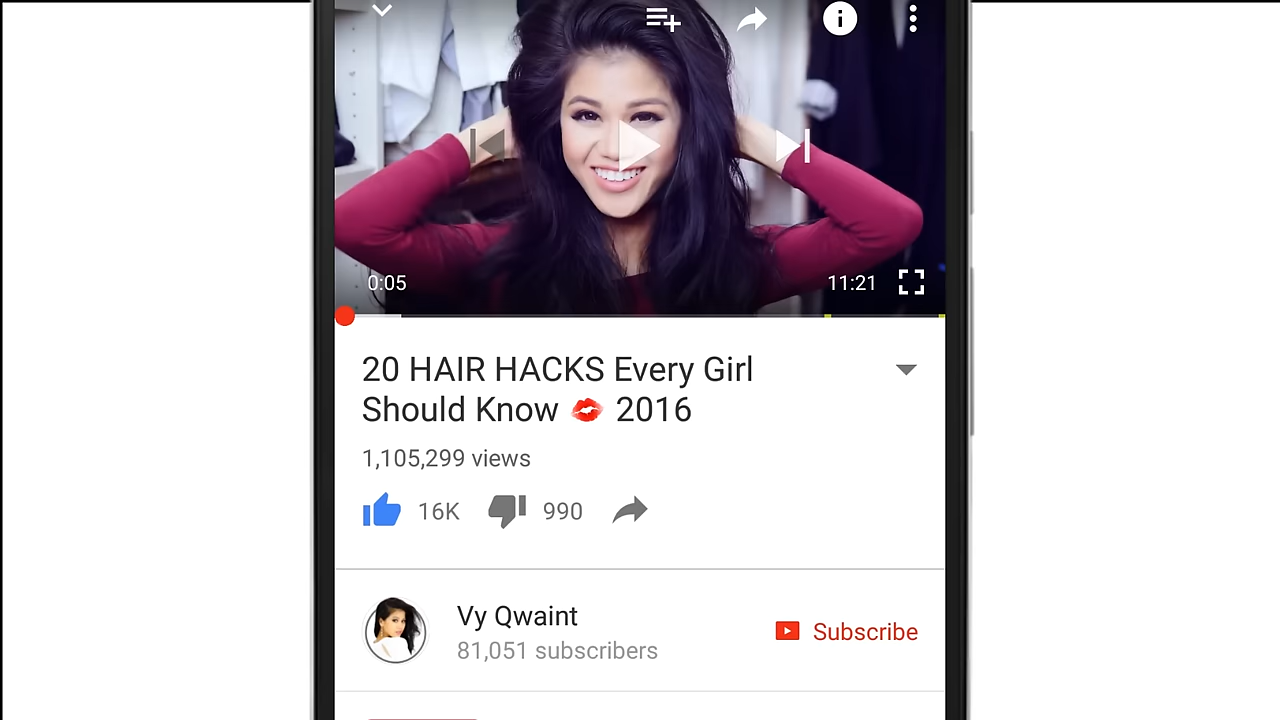 0:05
11:21
20 HAIR HACKS Every Girl
Should Know 💋 2016
1,105,299 views
16K
990
Vy Qwaint
81,051 subscribers
Subscribe